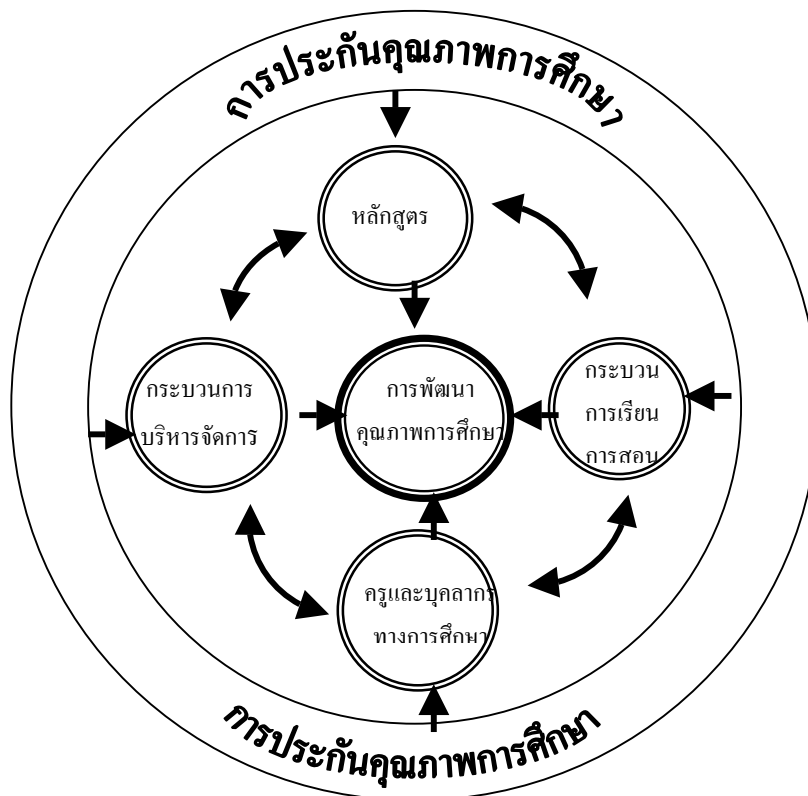 การประกันคุณภาพการศึกษา
หลักสูตร
กระบวนการ
บริหารจัดการ
การพัฒนา
คุณภาพการศึกษา
กระบวน
การเรียน
การสอน
ครูและบุคลากร
ทางการศึกษา
การประกันคุณภาพการศึกษา